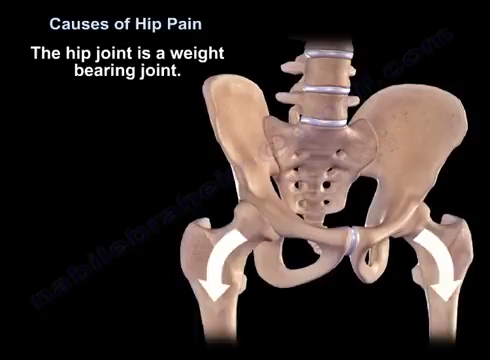 Causes of Hip Pain
The hip joint is a weight
bearing joint.